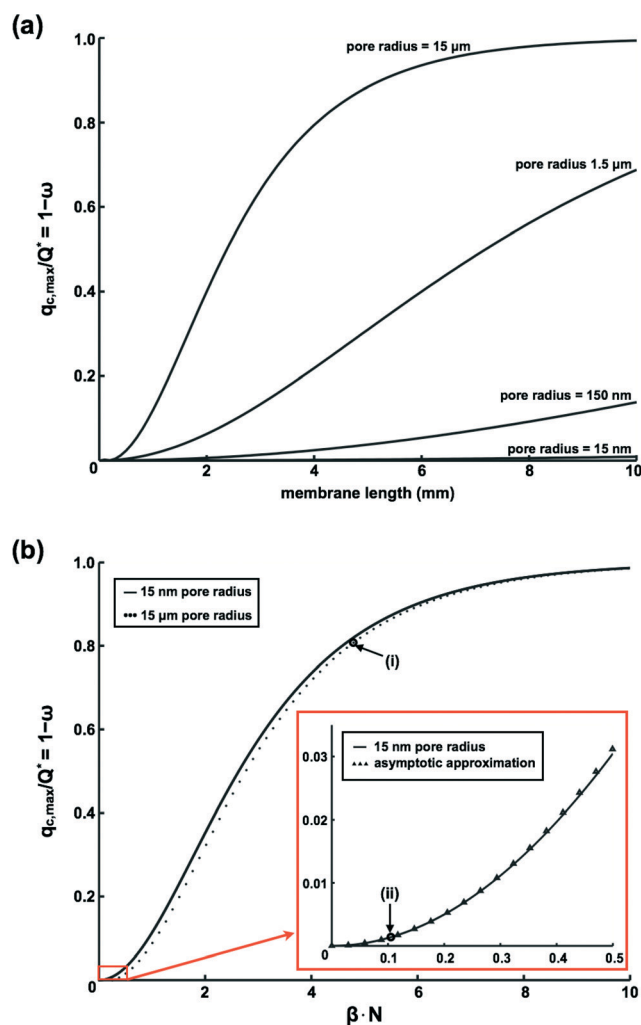 (a)
pore radius = 15 µm
pore radius 1.5 µm
pore radius = 150 nm
pore radius = 15 nm
1.0
0.8
0.6
0.4
0.2
0
2
4
6
8
10
q_c,max/Q* = 1−ω
membrane length (mm)
(b)
1.0
0.8
0.6
0.4
0.2
0
2
4
6
8
10
q_c,max/Q* = 1−ω
15 nm pore radius
15 µm pore radius
(i)
15 nm pore radius
asymptotic approximation
0.03
0.02
0.01
0
(ii)
0.1
0.2
0.3
0.4
0.5
β·N